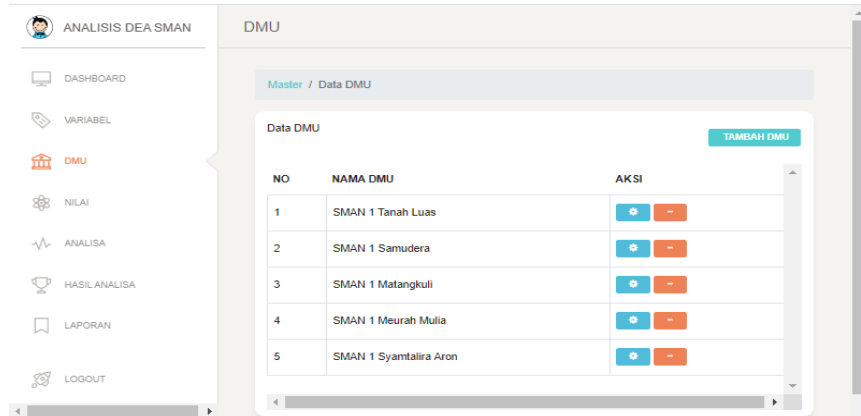 ANALISIS DEA SMAN
DASHBOARD
VARIABEL
DMU
NILAI
ANALISA
HASIL ANALISA
LAPORAN
LOGOUT
DMU
Master / Data DMU
Data DMU
TAMBAH DMU
NO NAMA DMU AKSI
1 SMAN 1 Tanah Luas
2 SMAN 1 Samudera
3 SMAN 1 Matangkuli
4 SMAN 1 Meurah Mulia
5 SMAN 1 Syamtalira Aron